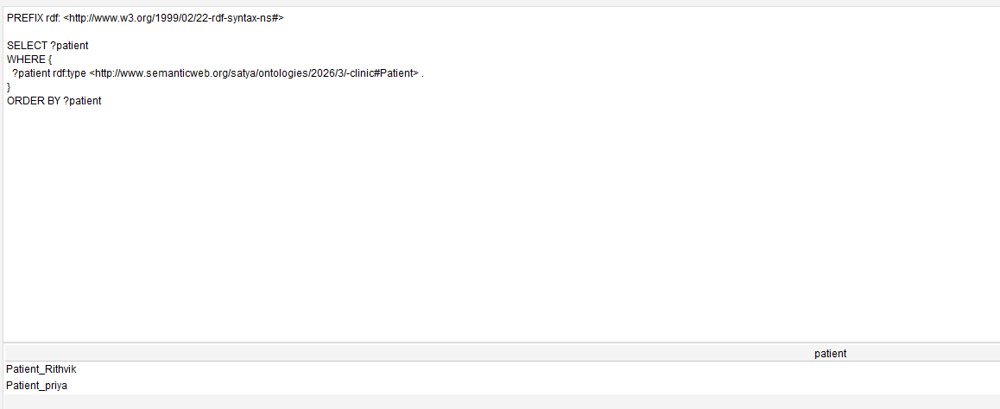 PREFIX rdf: <http://www.w3.org/1999/02/22-rdf-syntax-ns#>
SELECT ?patient
WHERE {
?patient rdf:type <http://www.semanticweb.org/satya/ontologies/2026/3/-clinic#Patient> .
}
ORDER BY ?patient
patient
Patient_Rithvik
Patient_priya